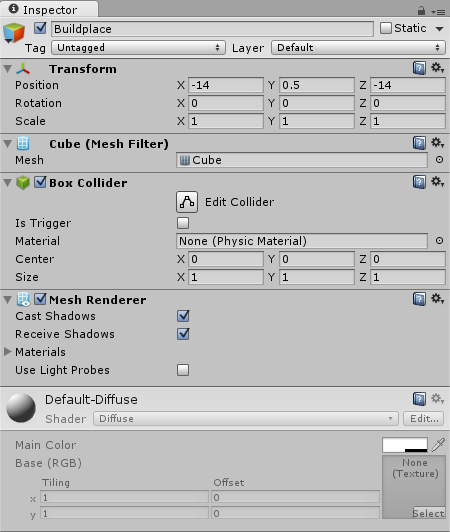 Inspector
Buildplace Static
Tag Untagged Layer Default
Transform
Position X -14 Y 0.5 Z -14
Rotation X 0 Y 0 Z 0
Scale X 1 Y 1 Z 1
Cube (Mesh Filter)
Mesh Cube
Box Collider
Edit Collider
Is Trigger
Material None (Physic Material)
Center X 0 Y 0 Z 0
Size X 1 Y 1 Z 1
Mesh Renderer
Cast Shadows
Receive Shadows
Materials
Use Light Probes
Default-Diffuse
Shader Diffuse Edit...
Main Color
Base (RGB) None
(Texture)
Tiling Offset
x 1 0
y 1 0 Select